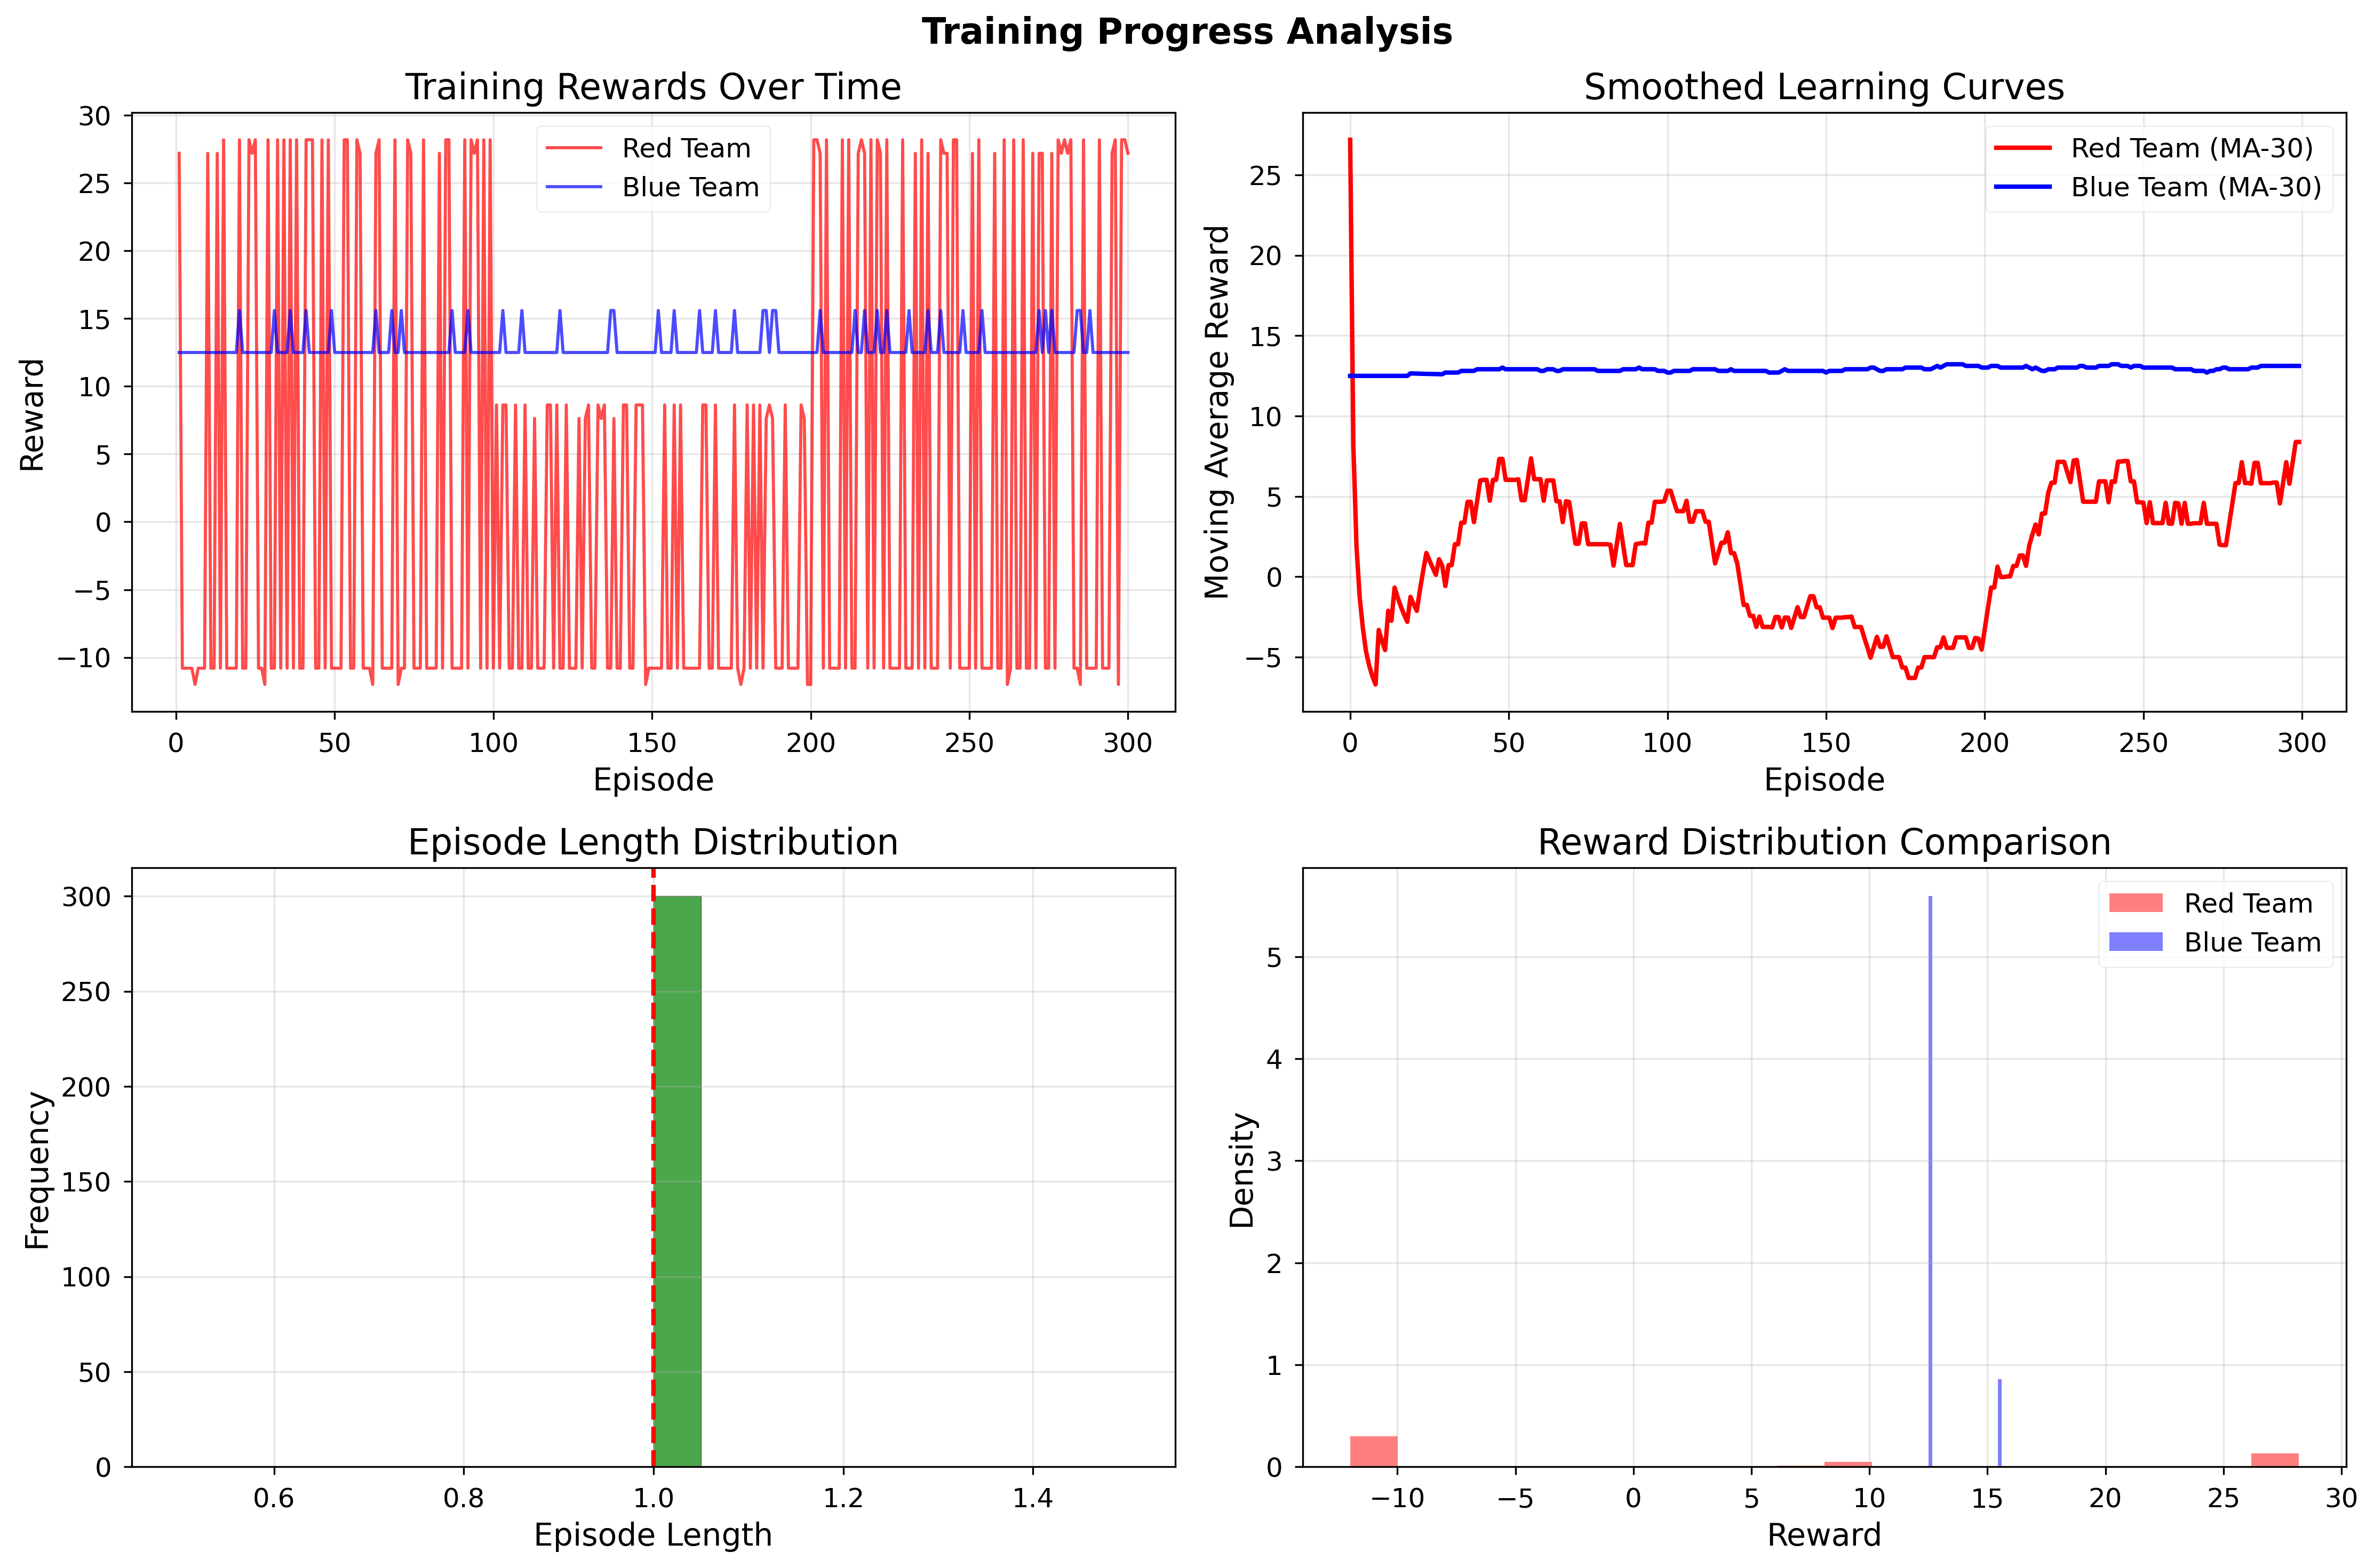 Training Progress Analysis
Training Rewards Over Time
Red Team
Blue Team
Reward
30
25
20
15
10
5
0
−5
−10
0 50 100 150 200 250 300
Episode
Smoothed Learning Curves
Red Team (MA-30)
Blue Team (MA-30)
Moving Average Reward
25
20
15
10
5
0
−5
0 50 100 150 200 250 300
Episode
Episode Length Distribution
Frequency
300
250
200
150
100
50
0
0.6 0.8 1.0 1.2 1.4
Episode Length
Reward Distribution Comparison
Red Team
Blue Team
Density
5
4
3
2
1
0
−10 −5 0 5 10 15 20 25 30
Reward